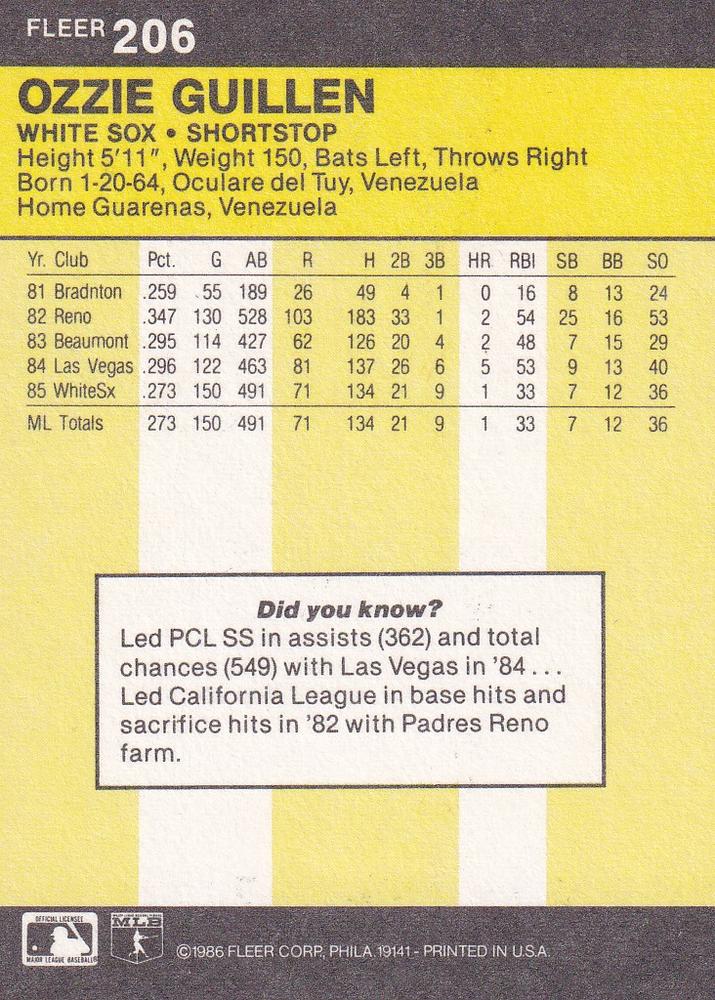 FLEER 206
OZZIE GUILLEN
WHITE SOX • SHORTSTOP
Height 5'11", Weight 150, Bats Left, Throws Right
Born 1-20-64, Oculare del Tuy, Venezuela
Home Guarenas, Venezuela
Yr. Club Pct. G AB R H 2B 3B HR RBI SB BB SO
81 Bradnton .259 55 189 26 49 4 1 0 16 8 13 24
82 Reno .347 130 528 103 183 33 1 2 54 25 16 53
83 Beaumont .295 114 427 62 126 20 4 2 48 7 15 29
84 Las Vegas .296 122 463 81 137 26 6 5 53 9 13 40
85 WhiteSx .273 150 491 71 134 21 9 1 33 7 12 36
ML Totals 273 150 491 71 134 21 9 1 33 7 12 36
Did you know?
Led PCL SS in assists (362) and total
chances (549) with Las Vegas in '84 . . .
Led California League in base hits and
sacrifice hits in '82 with Padres Reno
farm.
OFFICIAL LICENSEE
MAJOR LEAGUE BASEBALL
MLB
©1986 FLEER CORP, PHILA. 19141 - PRINTED IN U.S.A.